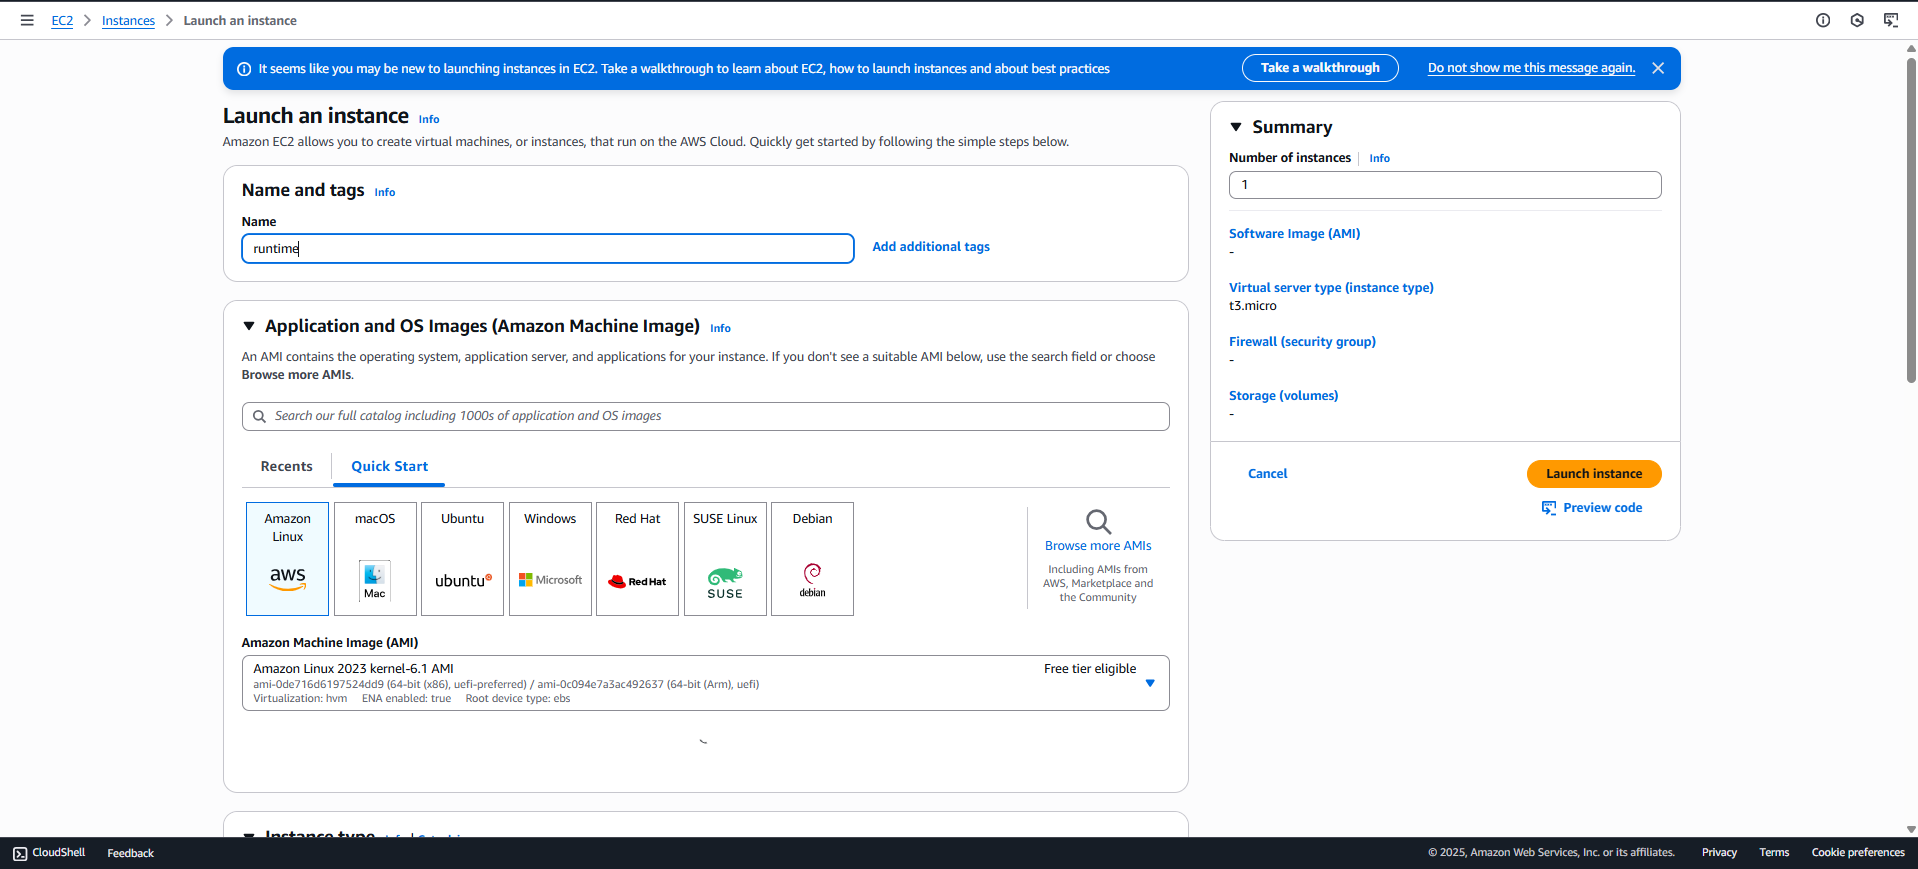 EC2 > Instances > Launch an instance
It seems like you may be new to launching instances in EC2. Take a walkthrough to learn about EC2, how to launch instances and about best practices
Take a walkthrough
Do not show me this message again.
Launch an instance Info
Amazon EC2 allows you to create virtual machines, or instances, that run on the AWS Cloud. Quickly get started by following the simple steps below.
Name and tags Info
Name
runtime
Add additional tags
Application and OS Images (Amazon Machine Image) Info
An AMI contains the operating system, application server, and applications for your instance. If you don't see a suitable AMI below, use the search field or choose
Browse more AMIs.
Search our full catalog including 1000s of application and OS images
Recents
Quick Start
Amazon
Linux
aws
macOS
Mac
Ubuntu
ubuntu
Windows
Microsoft
Red Hat
Red Hat
SUSE Linux
SUSE
Debian
debian
Browse more AMIs
Including AMIs from
AWS, Marketplace and
the Community
Amazon Machine Image (AMI)
Amazon Linux 2023 kernel-6.1 AMI
Free tier eligible
ami-0de716d6197524dd9 (64-bit (x86), uefi-preferred) / ami-0c094e7a3ac492637 (64-bit (Arm), uefi)
Virtualization: hvm ENA enabled: true Root device type: ebs
Instance type
Summary
Number of instances Info
1
Software Image (AMI)
-
Virtual server type (instance type)
t3.micro
Firewall (security group)
-
Storage (volumes)
-
Cancel
Launch instance
Preview code
CloudShell
Feedback
© 2025, Amazon Web Services, Inc. or its affiliates.
Privacy
Terms
Cookie preferences